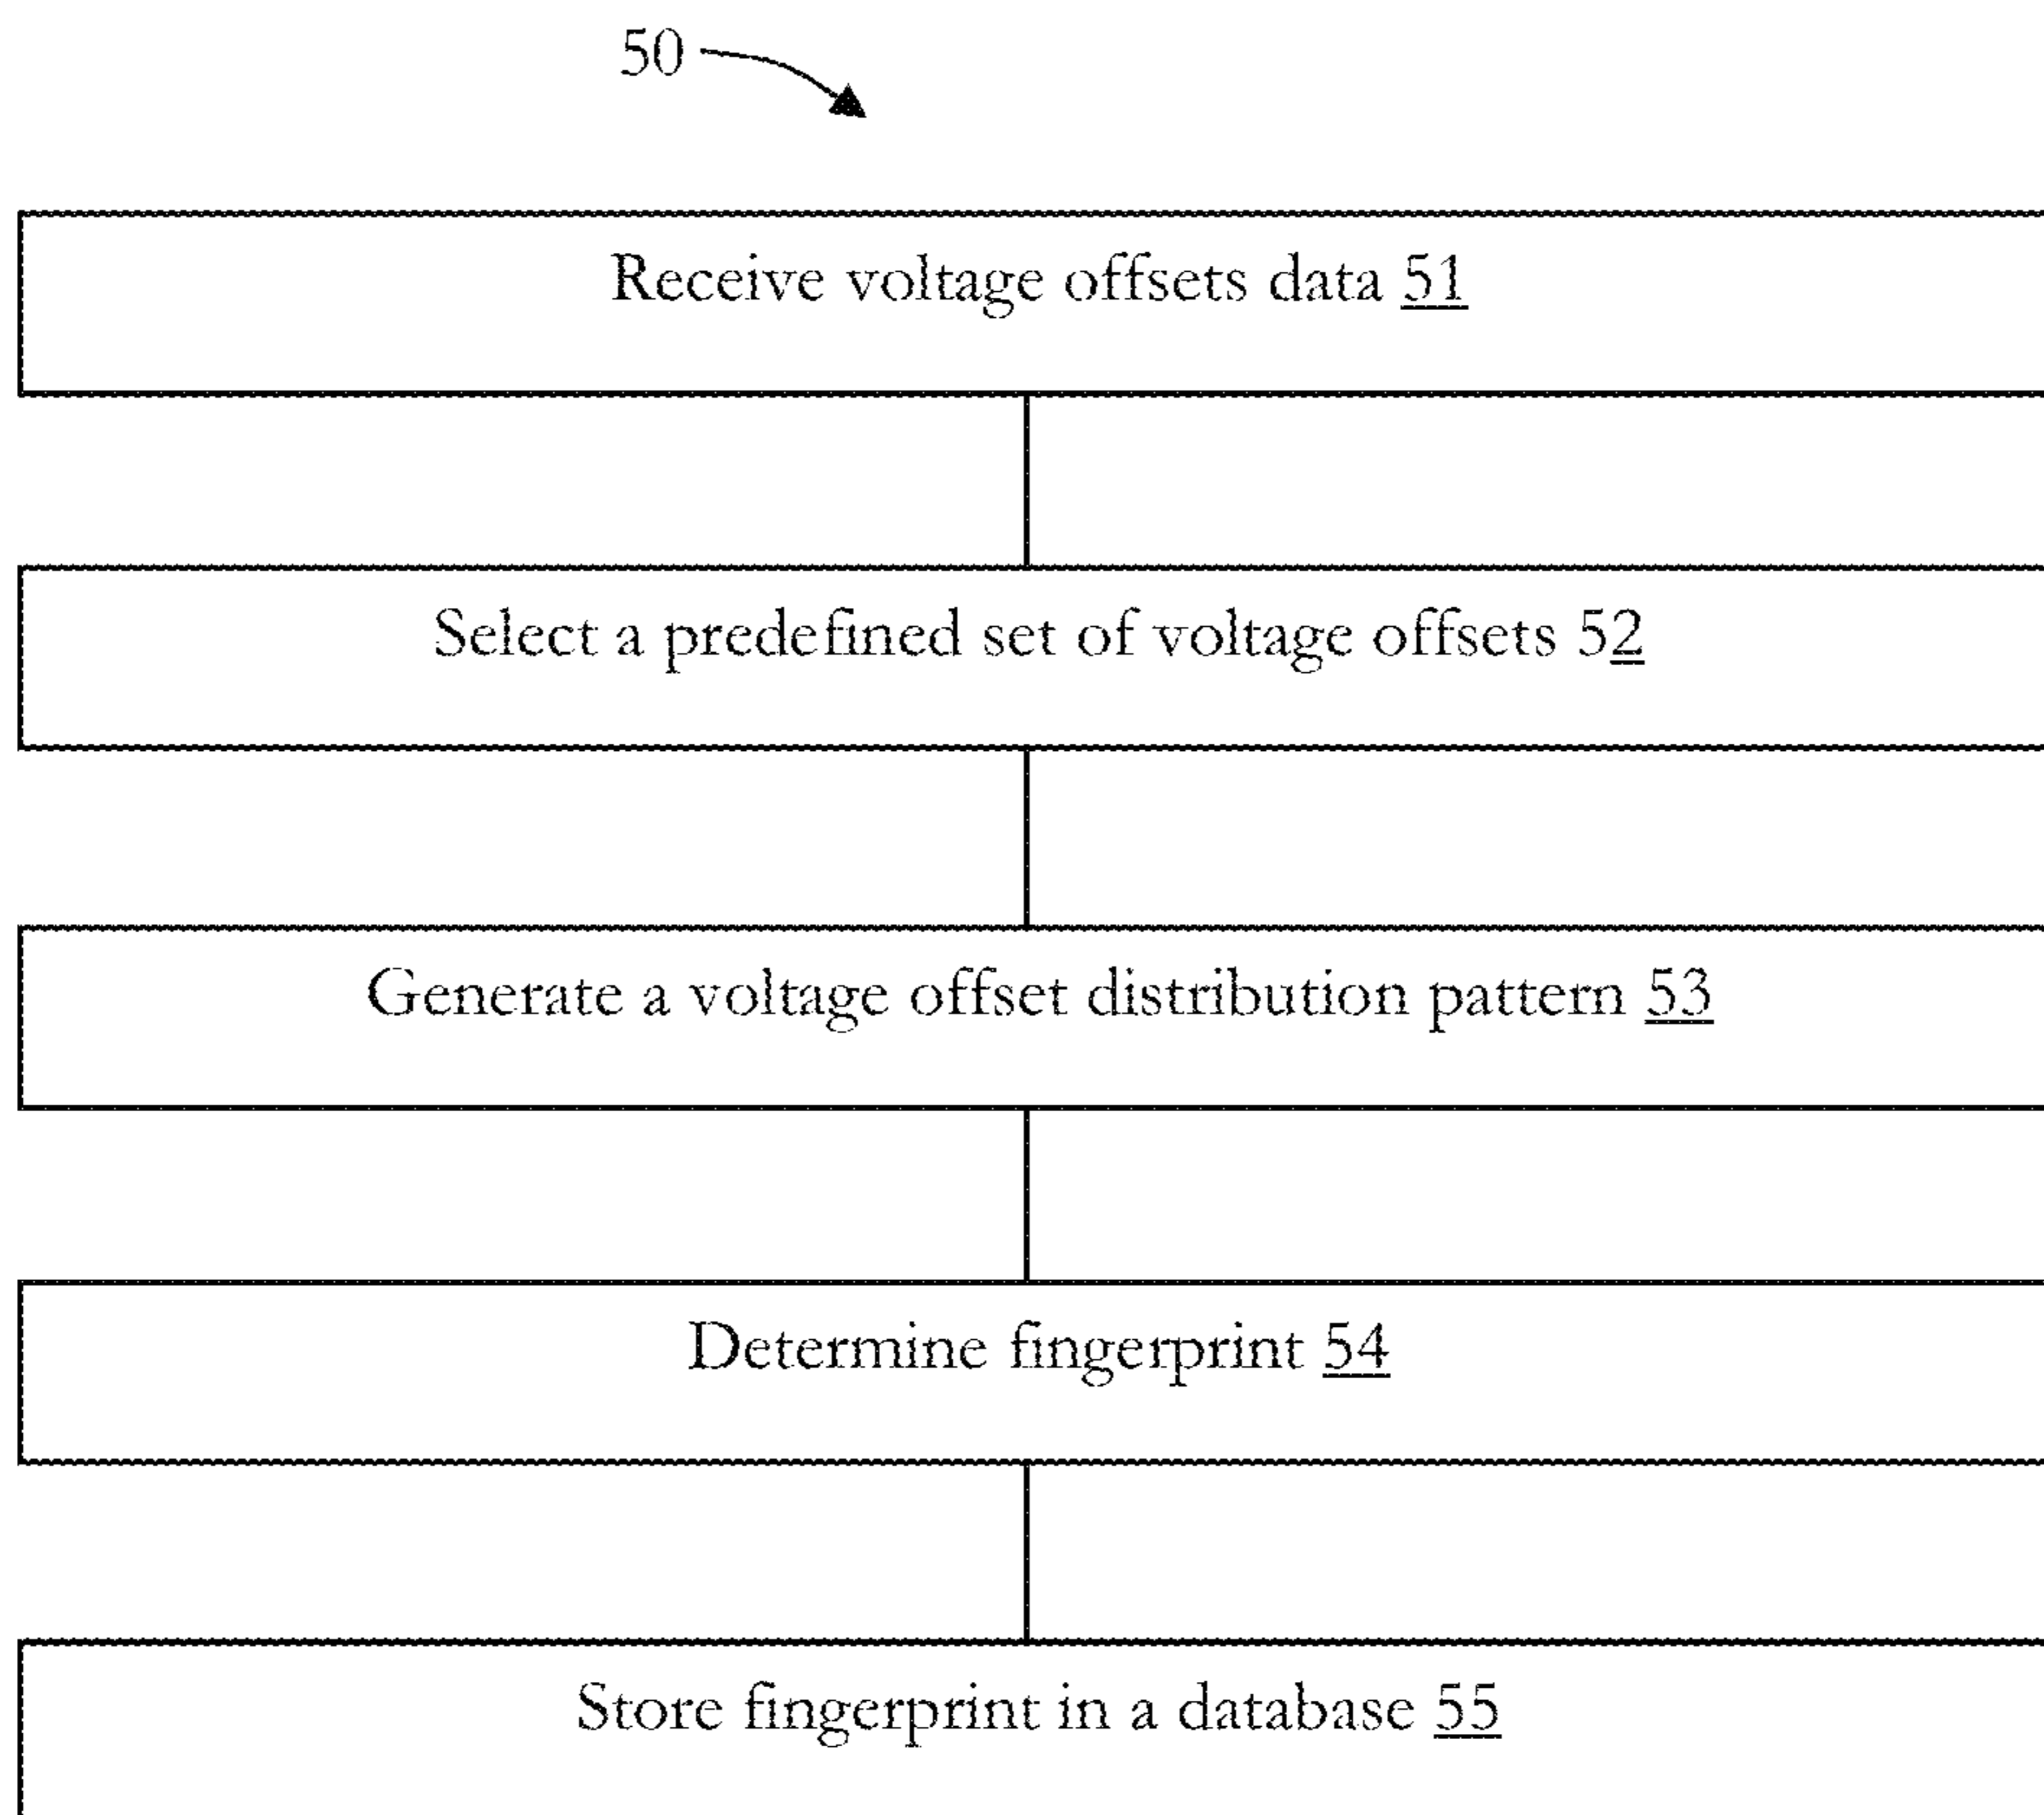 50
Receive voltage offsets data 51
Select a predefined set of voltage offsets 52
Generate a voltage offset distribution pattern 53
Determine fingerprint 54
Store fingerprint in a database 55